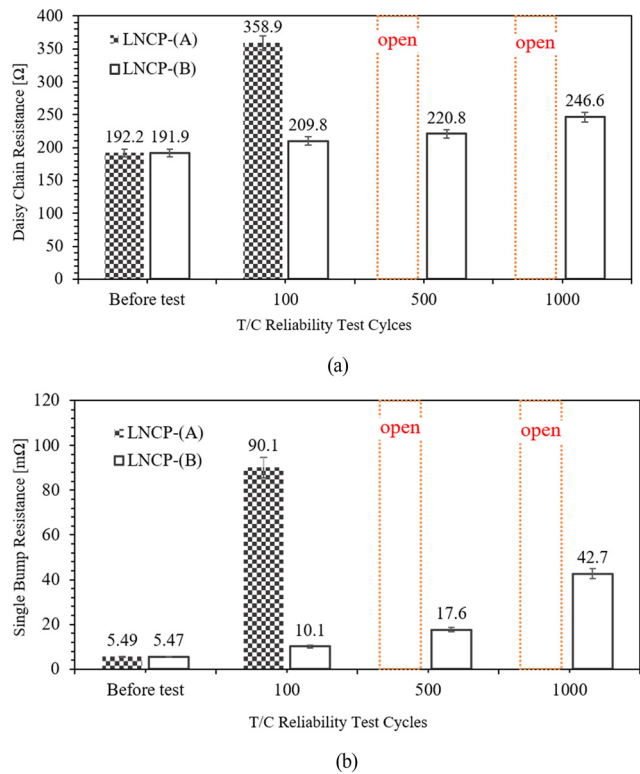 400
350
300
250
200
150
100
50
0
Daisy Chain Resistance [Ω]
LNCP-(A)
LNCP-(B)
192.2 191.9
358.9
209.8
open
220.8
open
246.6
Before test 100 500 1000
T/C Reliability Test Cylces
(a)
120
100
80
60
40
20
0
Single Bump Resistance [mΩ]
LNCP-(A)
LNCP-(B)
5.49 5.47
90.1
10.1
open
17.6
open
42.7
Before test 100 500 1000
T/C Reliability Test Cycles
(b)